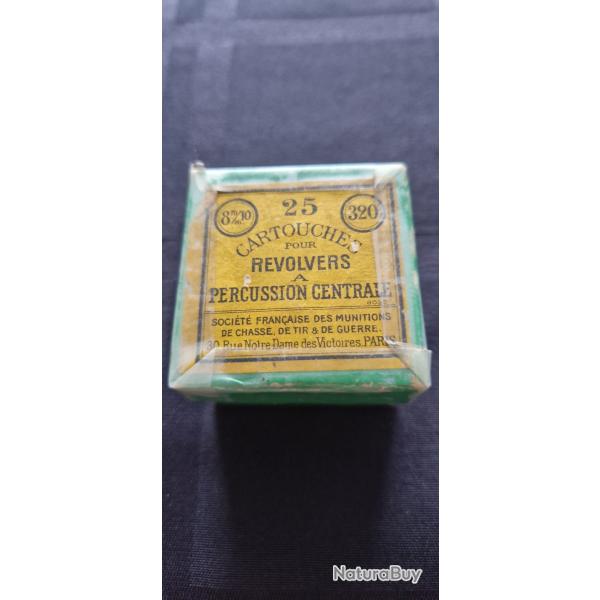 25
8m/m10 320
CARTOUCHES
POUR
REVOLVERS
A
PERCUSSION CENTRALE
SOCIÉTÉ FRANÇAISE DES MUNITIONS
DE CHASSE, DE TIR & DE GUERRE.
30 Rue Notre-Dame des Victoires. PARIS
NaturaBuy